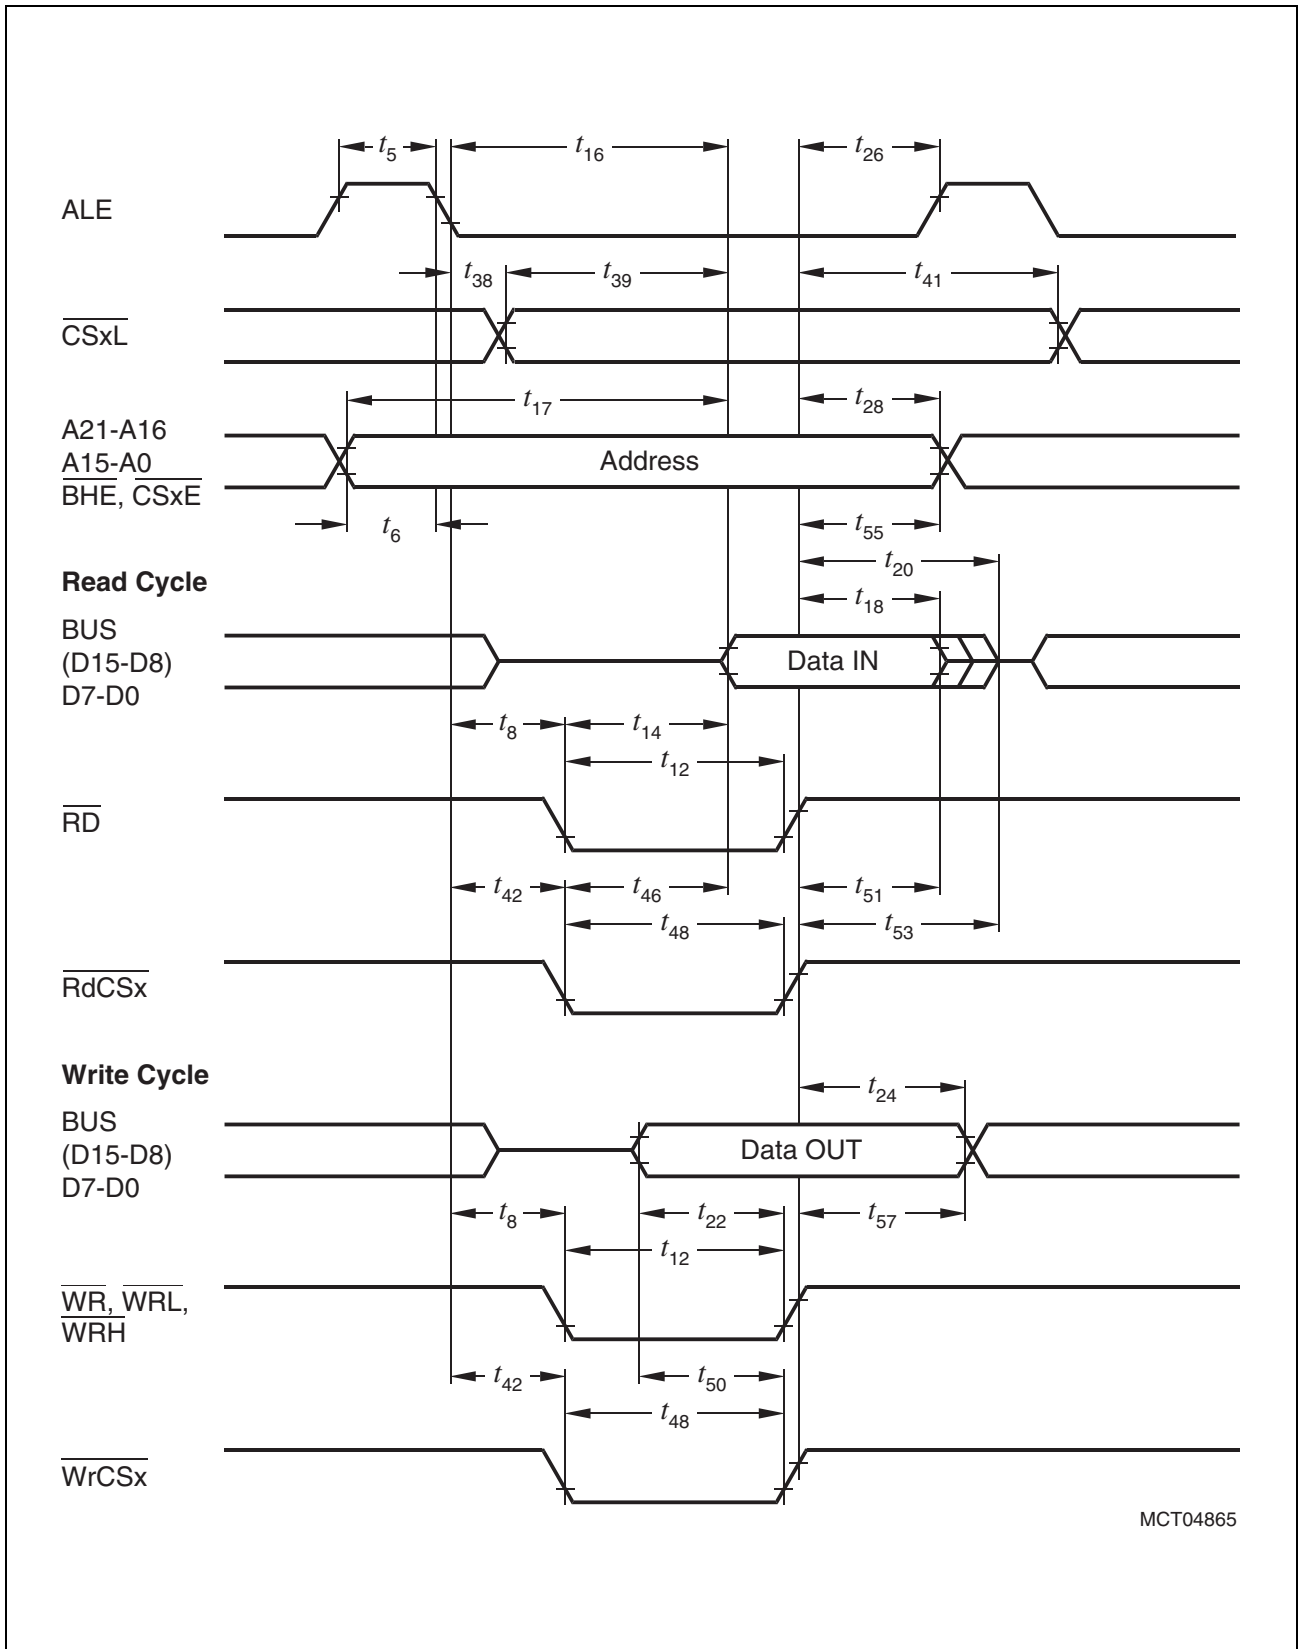 t5 t16 t26
ALE
t38 t39 t41
CSxL
t17 t28
A21-A16
A15-A0
BHE, CSxE
Address
t6 t55
t20
Read Cycle
t18
BUS
(D15-D8)
D7-D0
Data IN
t8 t14
t12
RD
t42 t46 t51
t48 t53
RdCSx
Write Cycle
t24
BUS
(D15-D8)
D7-D0
Data OUT
t8 t22 t57
t12
WR, WRL,
WRH
t42 t50
t48
WrCSx
MCT04865